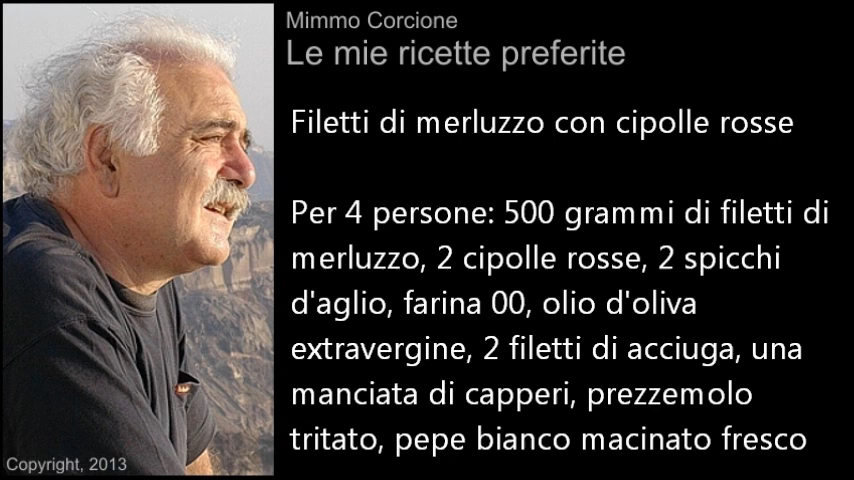 Mimmo Corcione
Le mie ricette preferite
Filetti di merluzzo con cipolle rosse
Per 4 persone: 500 grammi di filetti di
merluzzo, 2 cipolle rosse, 2 spicchi
d'aglio, farina 00, olio d'oliva
extravergine, 2 filetti di acciuga, una
manciata di capperi, prezzemolo
tritato, pepe bianco macinato fresco
Copyright, 2013